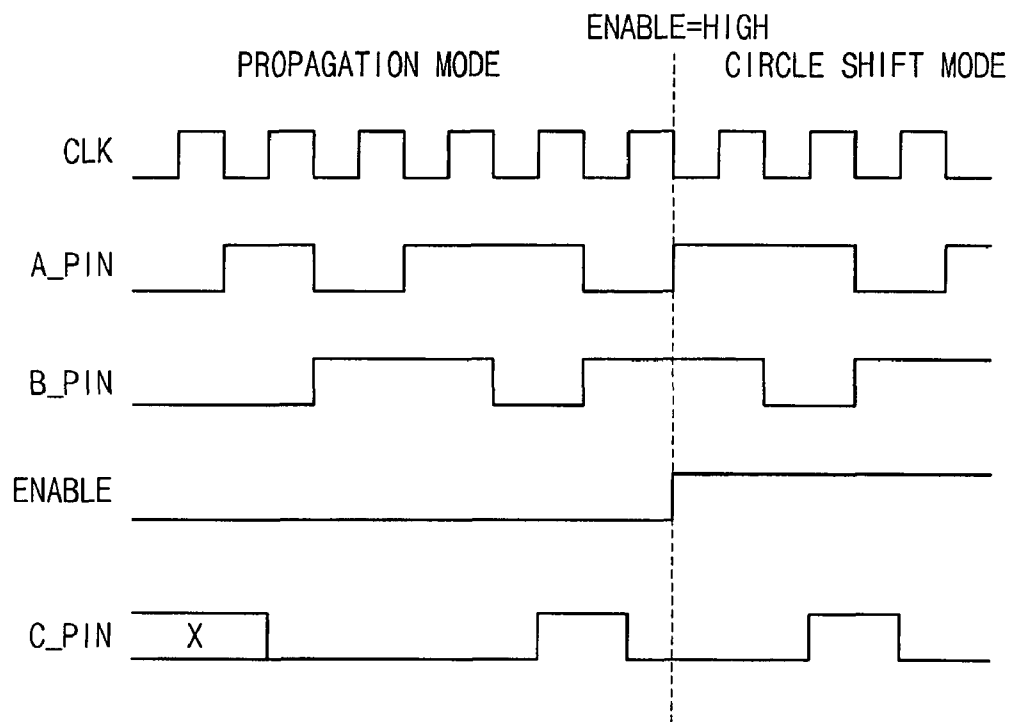 ENABLE=HIGH
PROPAGATION MODE
CIRCLE SHIFT MODE
CLK
A_PIN
B_PIN
ENABLE
C_PIN
X